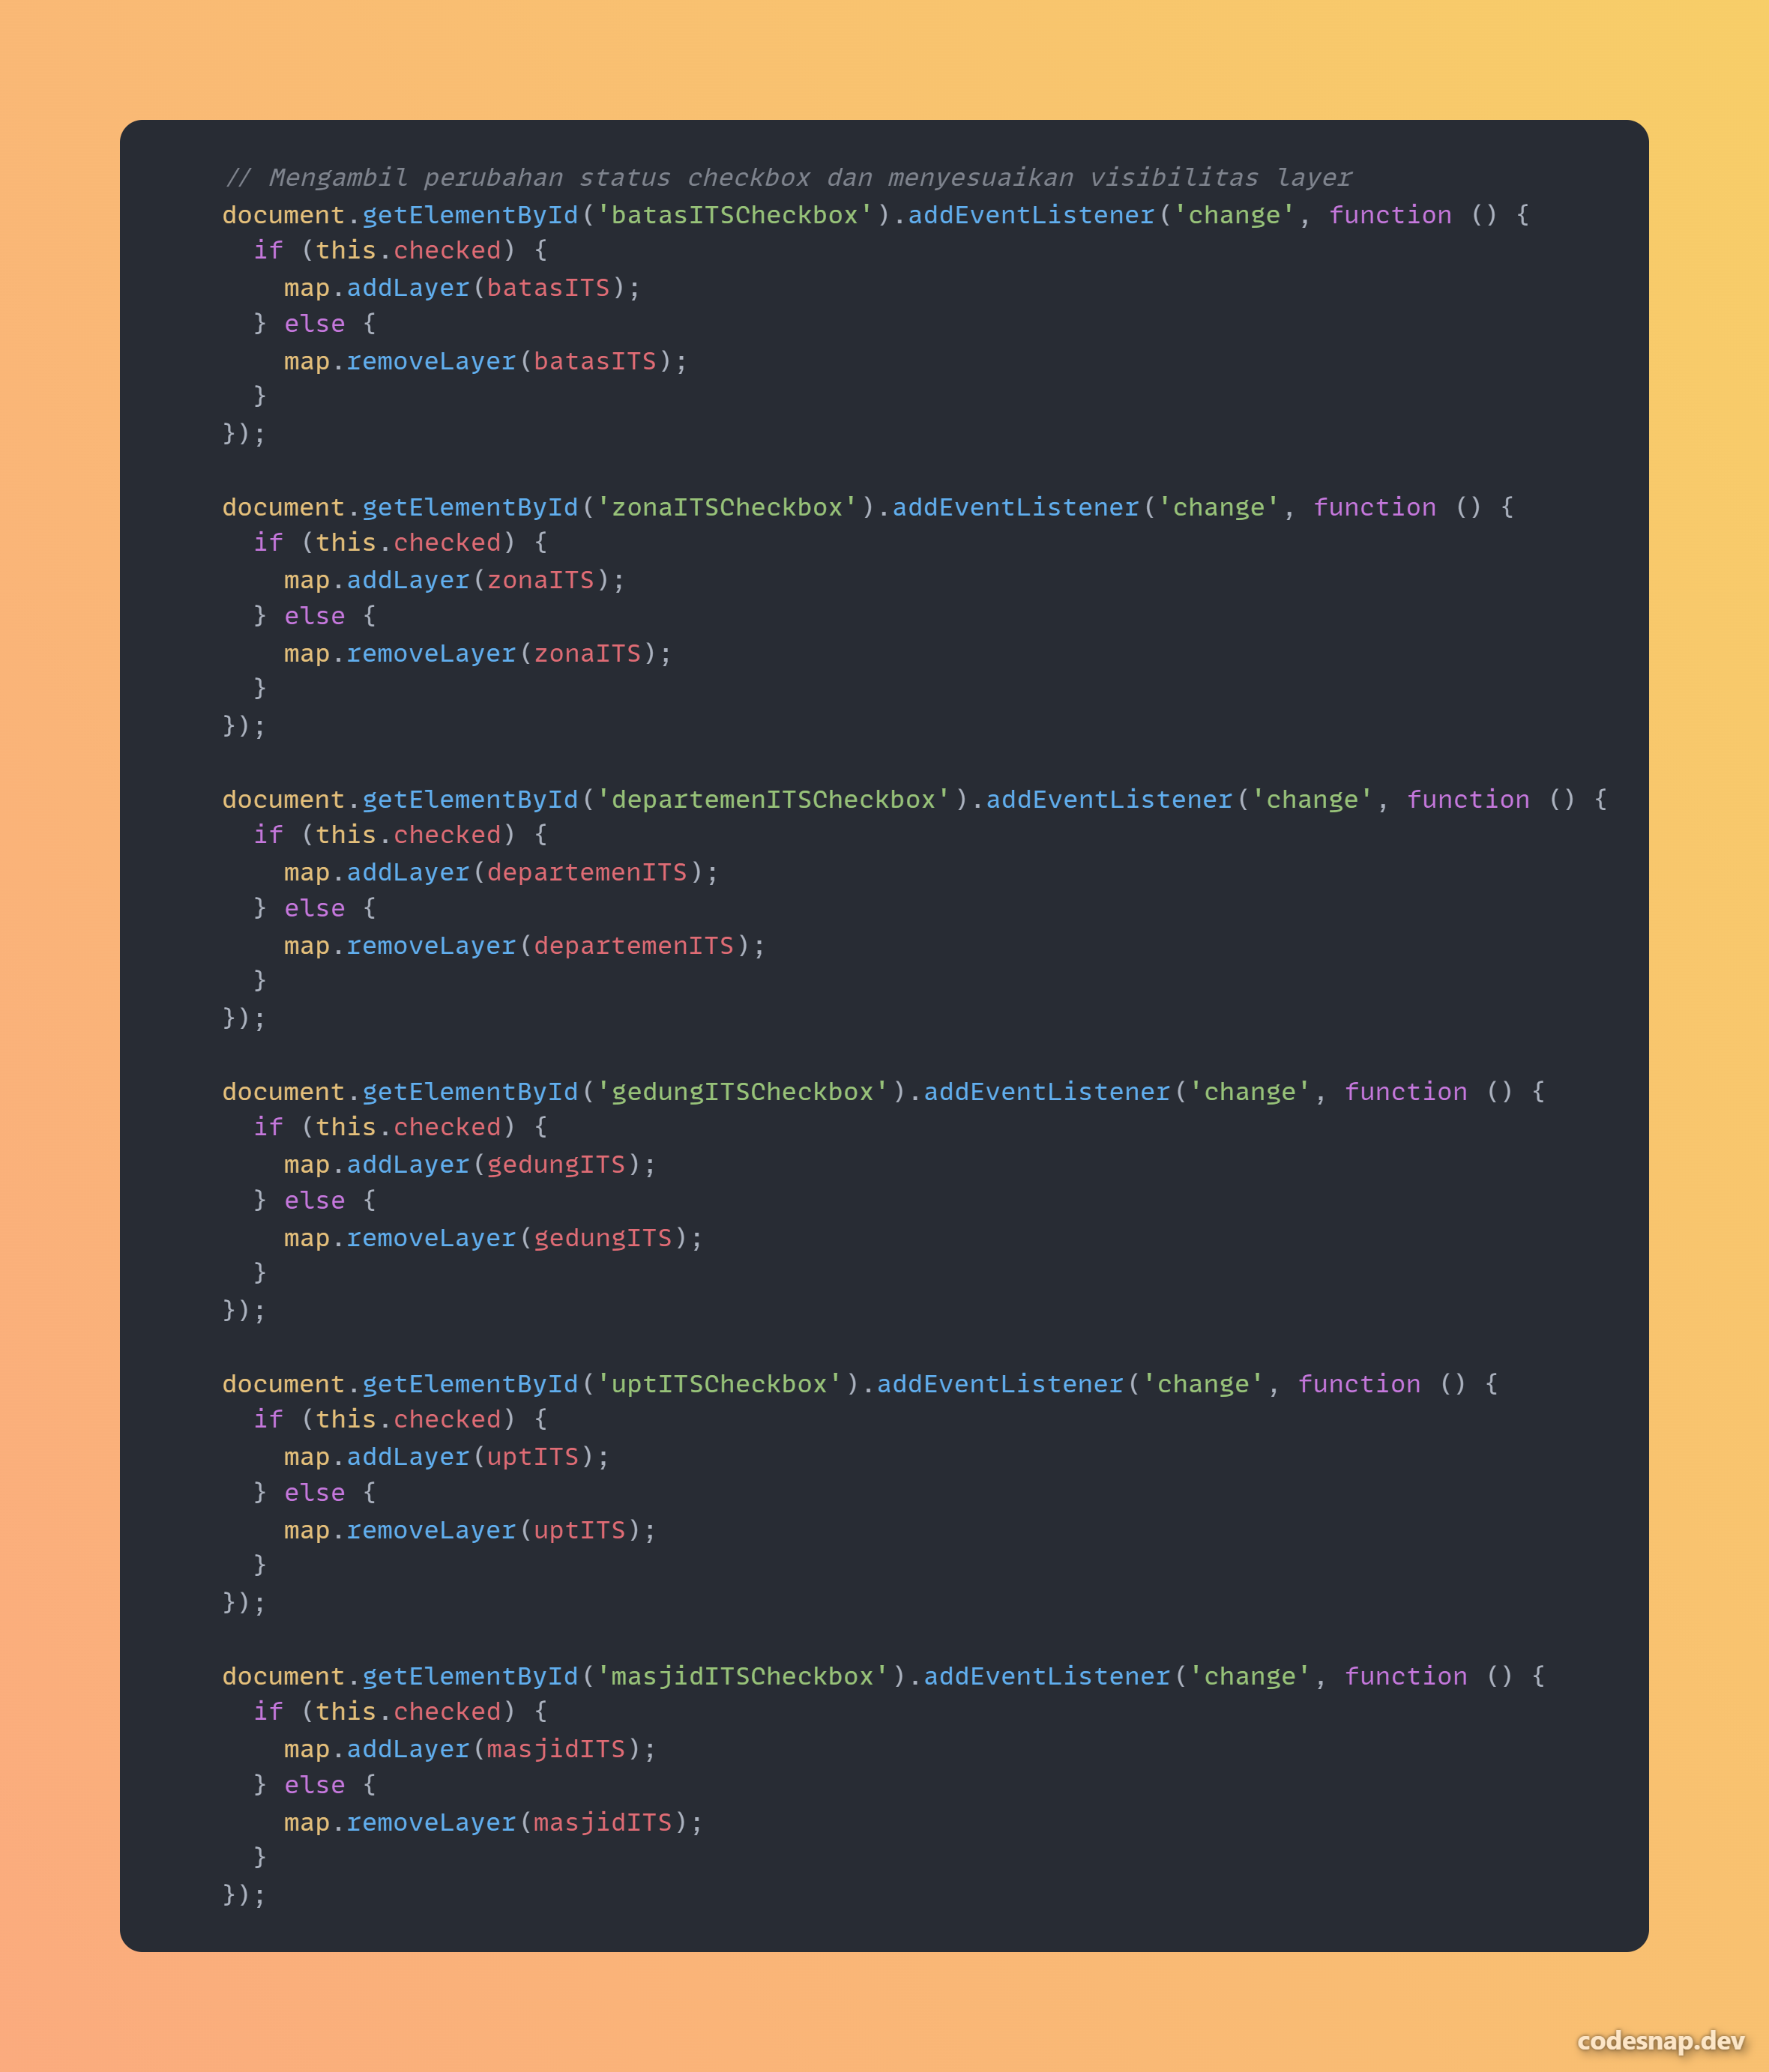 // Mengambil perubahan status checkbox dan menyesuaikan visibilitas layer
document.getElementById('batasITSCheckbox').addEventListener('change', function () {
  if (this.checked) {
    map.addLayer(batasITS);
  } else {
    map.removeLayer(batasITS);
  }
});

document.getElementById('zonaITSCheckbox').addEventListener('change', function () {
  if (this.checked) {
    map.addLayer(zonaITS);
  } else {
    map.removeLayer(zonaITS);
  }
});

document.getElementById('departemenITSCheckbox').addEventListener('change', function () {
  if (this.checked) {
    map.addLayer(departemenITS);
  } else {
    map.removeLayer(departemenITS);
  }
});

document.getElementById('gedungITSCheckbox').addEventListener('change', function () {
  if (this.checked) {
    map.addLayer(gedungITS);
  } else {
    map.removeLayer(gedungITS);
  }
});

document.getElementById('uptITSCheckbox').addEventListener('change', function () {
  if (this.checked) {
    map.addLayer(uptITS);
  } else {
    map.removeLayer(uptITS);
  }
});

document.getElementById('masjidITSCheckbox').addEventListener('change', function () {
  if (this.checked) {
    map.addLayer(masjidITS);
  } else {
    map.removeLayer(masjidITS);
  }
});
codesnap.dev